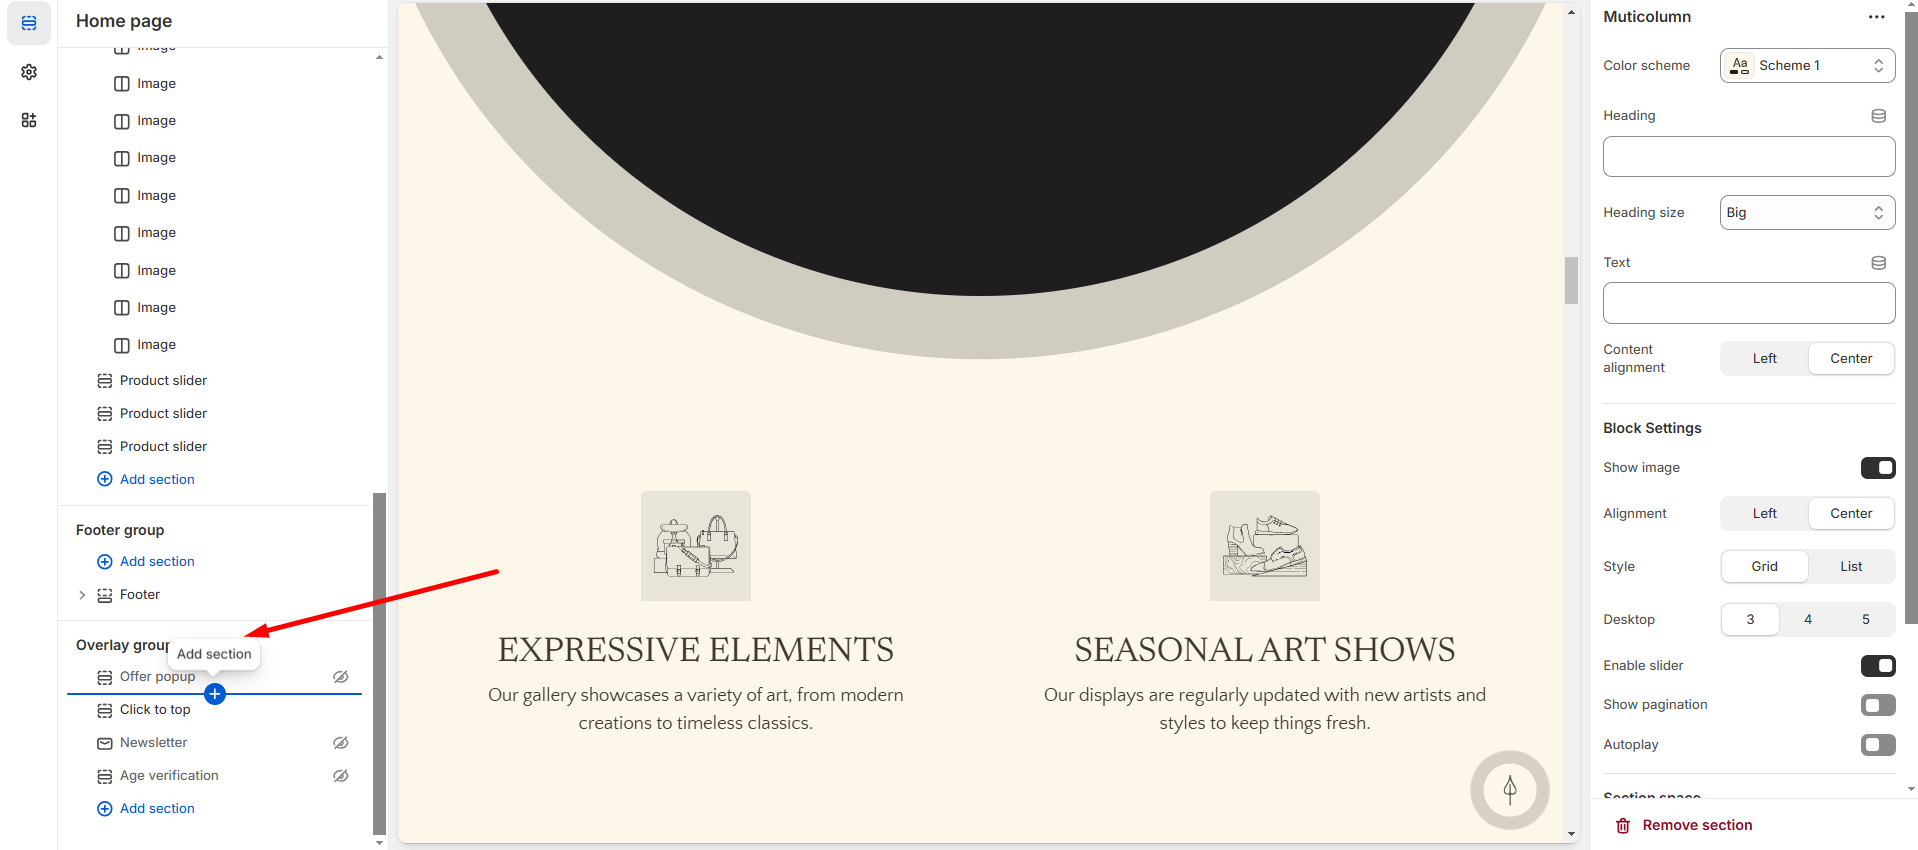 Home page
Image
Image
Image
Image
Image
Image
Image
Image
Image
Product slider
Product slider
Product slider
Add section
Footer group
Add section
Footer
Overlay group
Add section
Offer popup
Click to top
Newsletter
Age verification
Add section
EXPRESSIVE ELEMENTS
Our gallery showcases a variety of art, from modern
creations to timeless classics.
SEASONAL ART SHOWS
Our displays are regularly updated with new artists and
styles to keep things fresh.
Muticolumn
Color scheme
Aa
Scheme 1
Heading
Heading size
Big
Text
Content
alignment
Left
Center
Block Settings
Show image
Alignment
Left
Center
Style
Grid
List
Desktop
3
4
5
Enable slider
Show pagination
Autoplay
Section space
Remove section